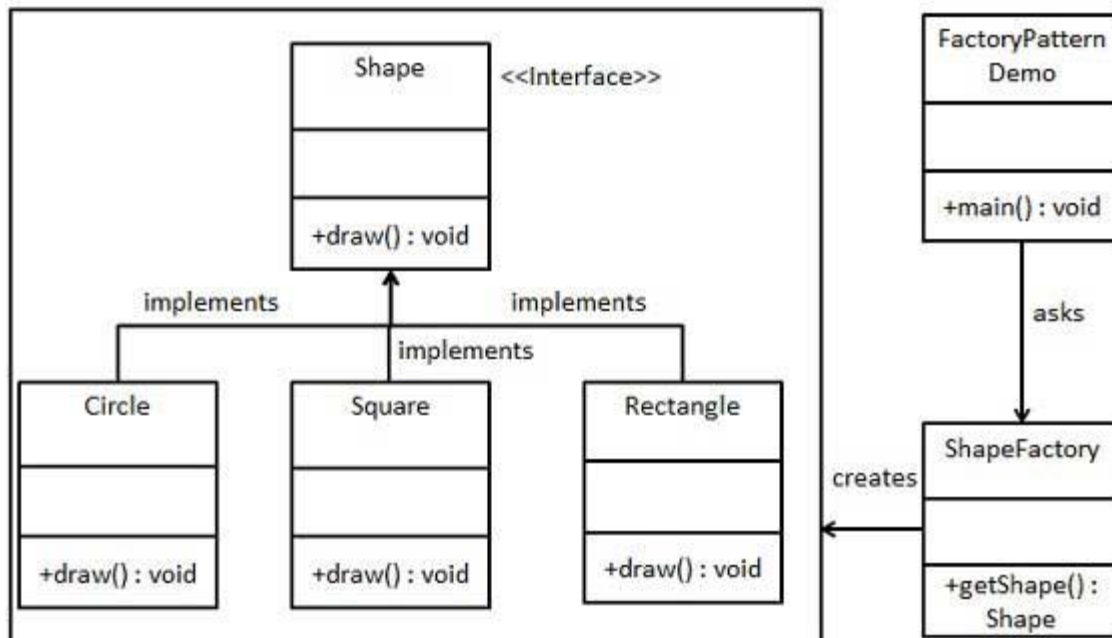 Shape
<<Interface>>
+draw() : void
implements
implements
implements
Circle
+draw() : void
Square
+draw() : void
Rectangle
+draw() : void
FactoryPattern
Demo
+main() : void
asks
ShapeFactory
creates
+getShape() :
Shape